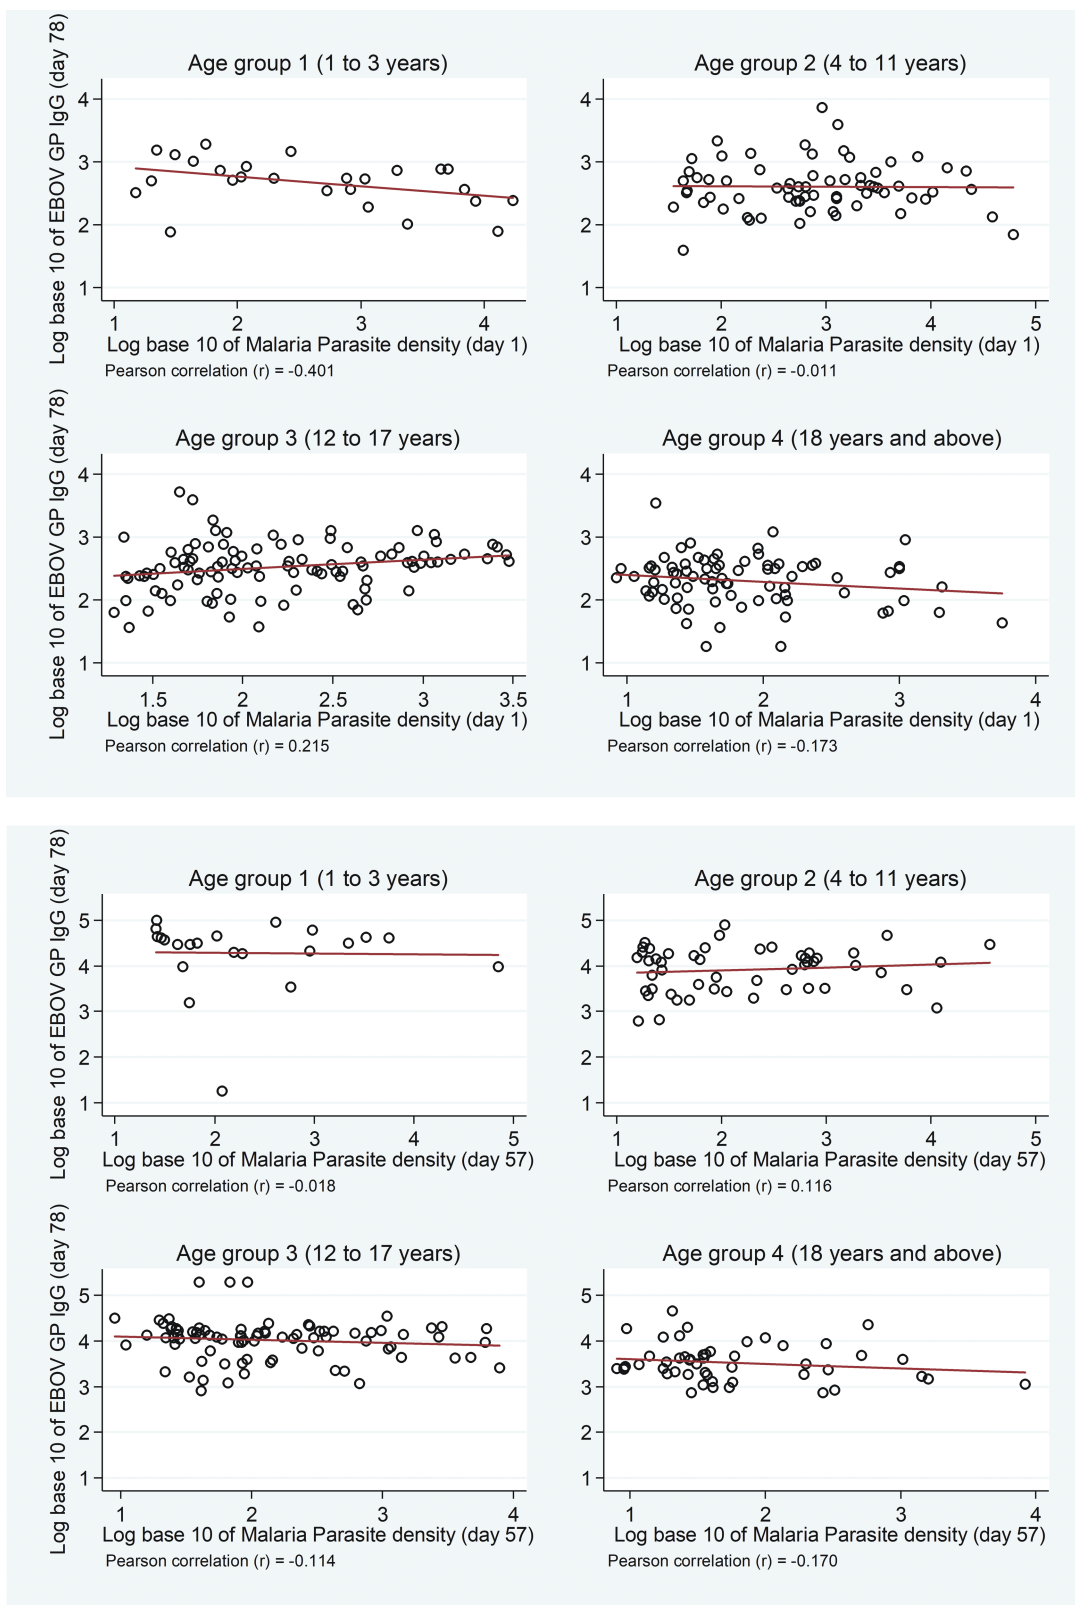 Log base 10 of EBOV GP IgG (day 78)
Age group 1 (1 to 3 years)
4
3
2
1
1 2 3 4
Log base 10 of Malaria Parasite density (day 1)
Pearson correlation (r) = -0.401
Age group 2 (4 to 11 years)
4
3
2
1
1 2 3 4 5
Log base 10 of Malaria Parasite density (day 1)
Pearson correlation (r) = -0.011
Log base 10 of EBOV GP IgG (day 78)
Age group 3 (12 to 17 years)
4
3
2
1
1.5 2 2.5 3 3.5
Log base 10 of Malaria Parasite density (day 1)
Pearson correlation (r) = 0.215
Age group 4 (18 years and above)
4
3
2
1
1 2 3 4
Log base 10 of Malaria Parasite density (day 1)
Pearson correlation (r) = -0.173
Log base 10 of EBOV GP IgG (day 78)
Age group 1 (1 to 3 years)
5
4
3
2
1
1 2 3 4 5
Log base 10 of Malaria Parasite density (day 57)
Pearson correlation (r) = -0.018
Age group 2 (4 to 11 years)
5
4
3
2
1
1 2 3 4 5
Log base 10 of Malaria Parasite density (day 57)
Pearson correlation (r) = 0.116
Log base 10 of EBOV GP IgG (day 78)
Age group 3 (12 to 17 years)
5
4
3
2
1
1 2 3 4
Log base 10 of Malaria Parasite density (day 57)
Pearson correlation (r) = -0.114
Age group 4 (18 years and above)
5
4
3
2
1
1 2 3 4
Log base 10 of Malaria Parasite density (day 57)
Pearson correlation (r) = -0.170